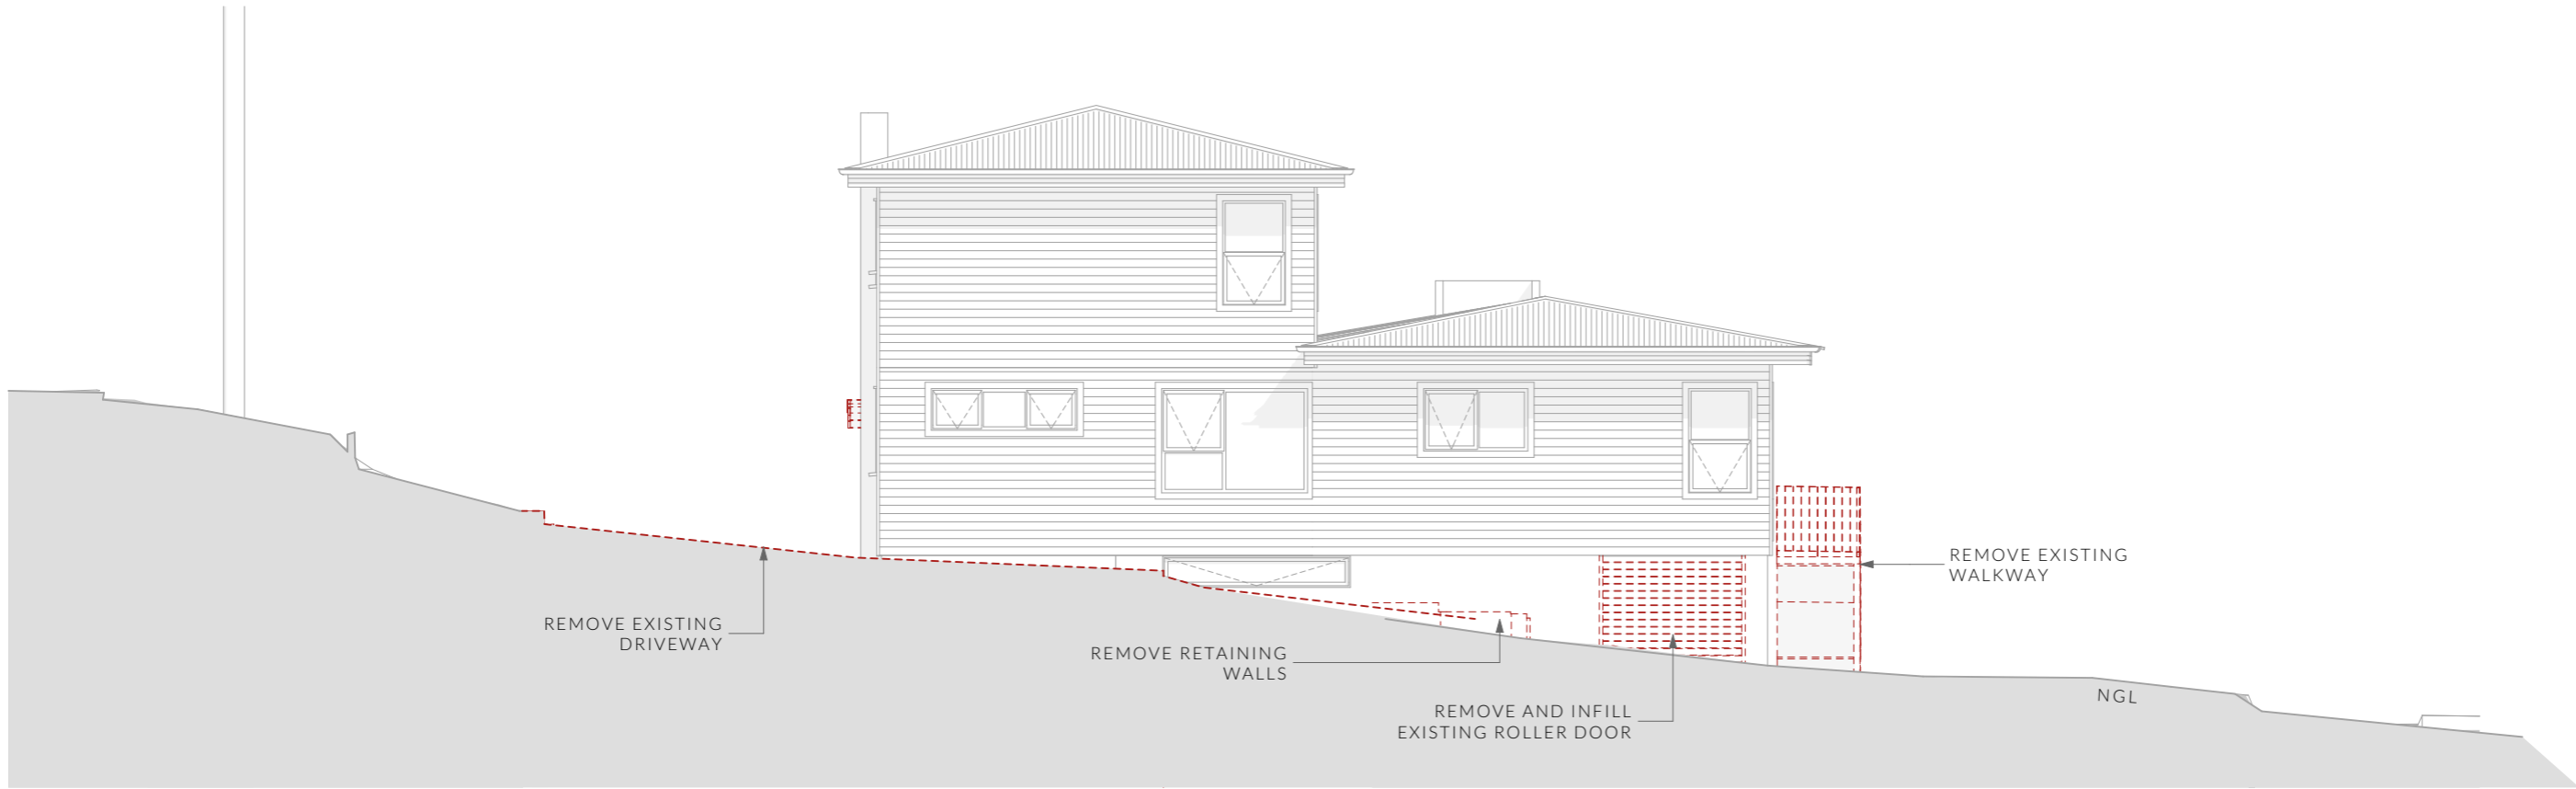 REMOVE EXISTING
WALKWAY
REMOVE EXISTING
DRIVEWAY
REMOVE RETAINING
WALLS
NGL
REMOVE AND INFILL
EXISTING ROLLER DOOR